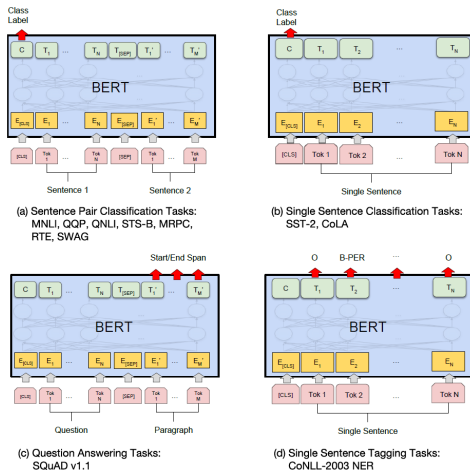 Class
Label
C T1 ... TN T[SEP] T1' ... TM'
BERT
E[CLS] E1 ... EN E[SEP] E1' ... EM'
[CLS] Tok 1 ... Tok N [SEP] Tok 1 ... Tok M
Sentence 1 Sentence 2
(a) Sentence Pair Classification Tasks:
MNLI, QQP, QNLI, STS-B, MRPC,
RTE, SWAG
Class
Label
C T1 T2 ... TN
BERT
E[CLS] E1 E2 ... EN
[CLS] Tok 1 Tok 2 ... Tok N
Single Sentence
(b) Single Sentence Classification Tasks:
SST-2, CoLA
Start/End Span
C T1 ... TN T[SEP] T1' ... TM'
BERT
E[CLS] E1 ... EN E[SEP] E1' ... EM'
[CLS] Tok 1 ... Tok N [SEP] Tok 1 ... Tok M
Question Paragraph
(c) Question Answering Tasks:
SQuAD v1.1
O B-PER ... O
C T1 T2 ... TN
BERT
E[CLS] E1 E2 ... EN
[CLS] Tok 1 Tok 2 ... Tok N
Single Sentence
(d) Single Sentence Tagging Tasks:
CoNLL-2003 NER